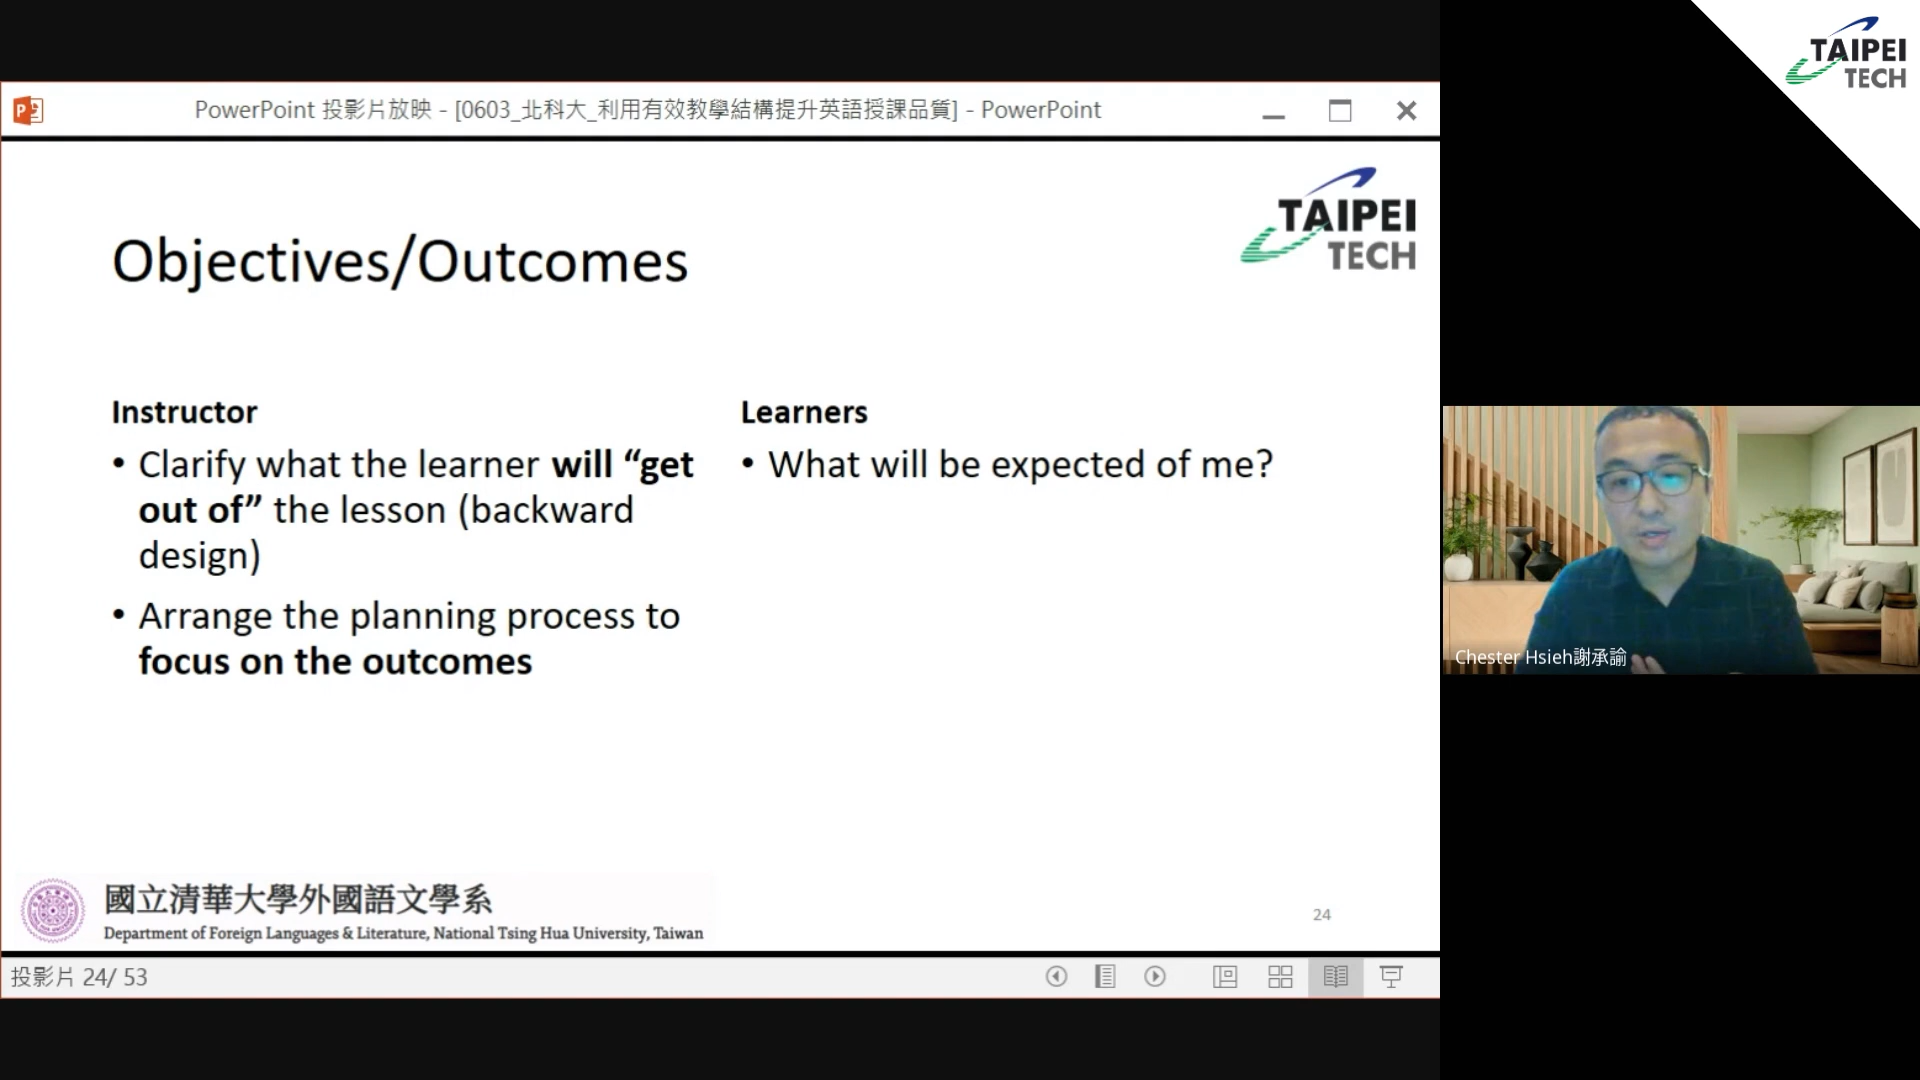 PowerPoint 投影片放映 - [0603_北科大_利用有效教學結構提升英語授課品質] - PowerPoint
TAIPEI
TECH
Objectives/Outcomes
Instructor
• Clarify what the learner will “get
out of” the lesson (backward
design)
• Arrange the planning process to
focus on the outcomes
Learners
• What will be expected of me?
國立清華大學外國語文學系
Department of Foreign Languages & Literature, National Tsing Hua University, Taiwan
24
投影片 24/ 53
TAIPEI
TECH
Chester Hsieh謝承諭